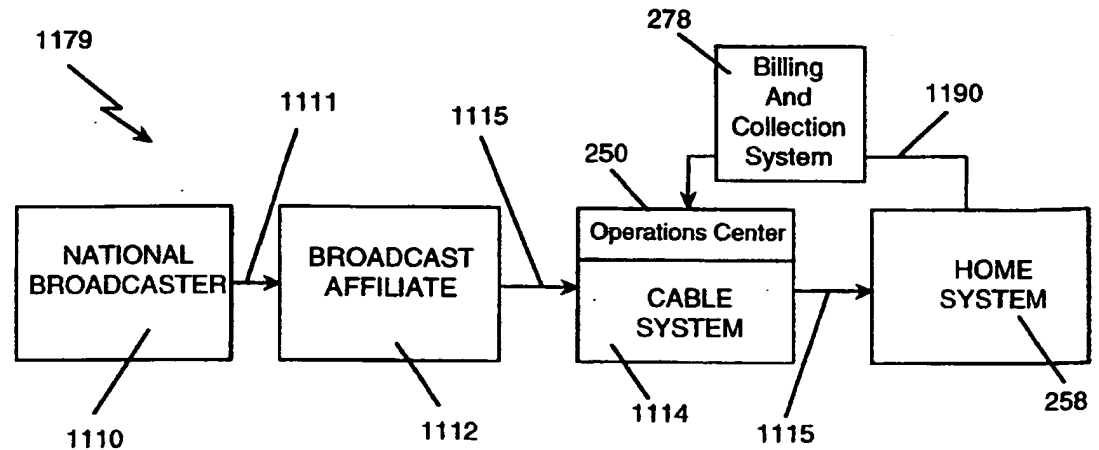 1179
278
Billing
And
Collection
System
1190
1111
1115
250
NATIONAL
BROADCASTER
BROADCAST
AFFILIATE
Operations Center
CABLE
SYSTEM
HOME
SYSTEM
1110
1112
1114
1115
258